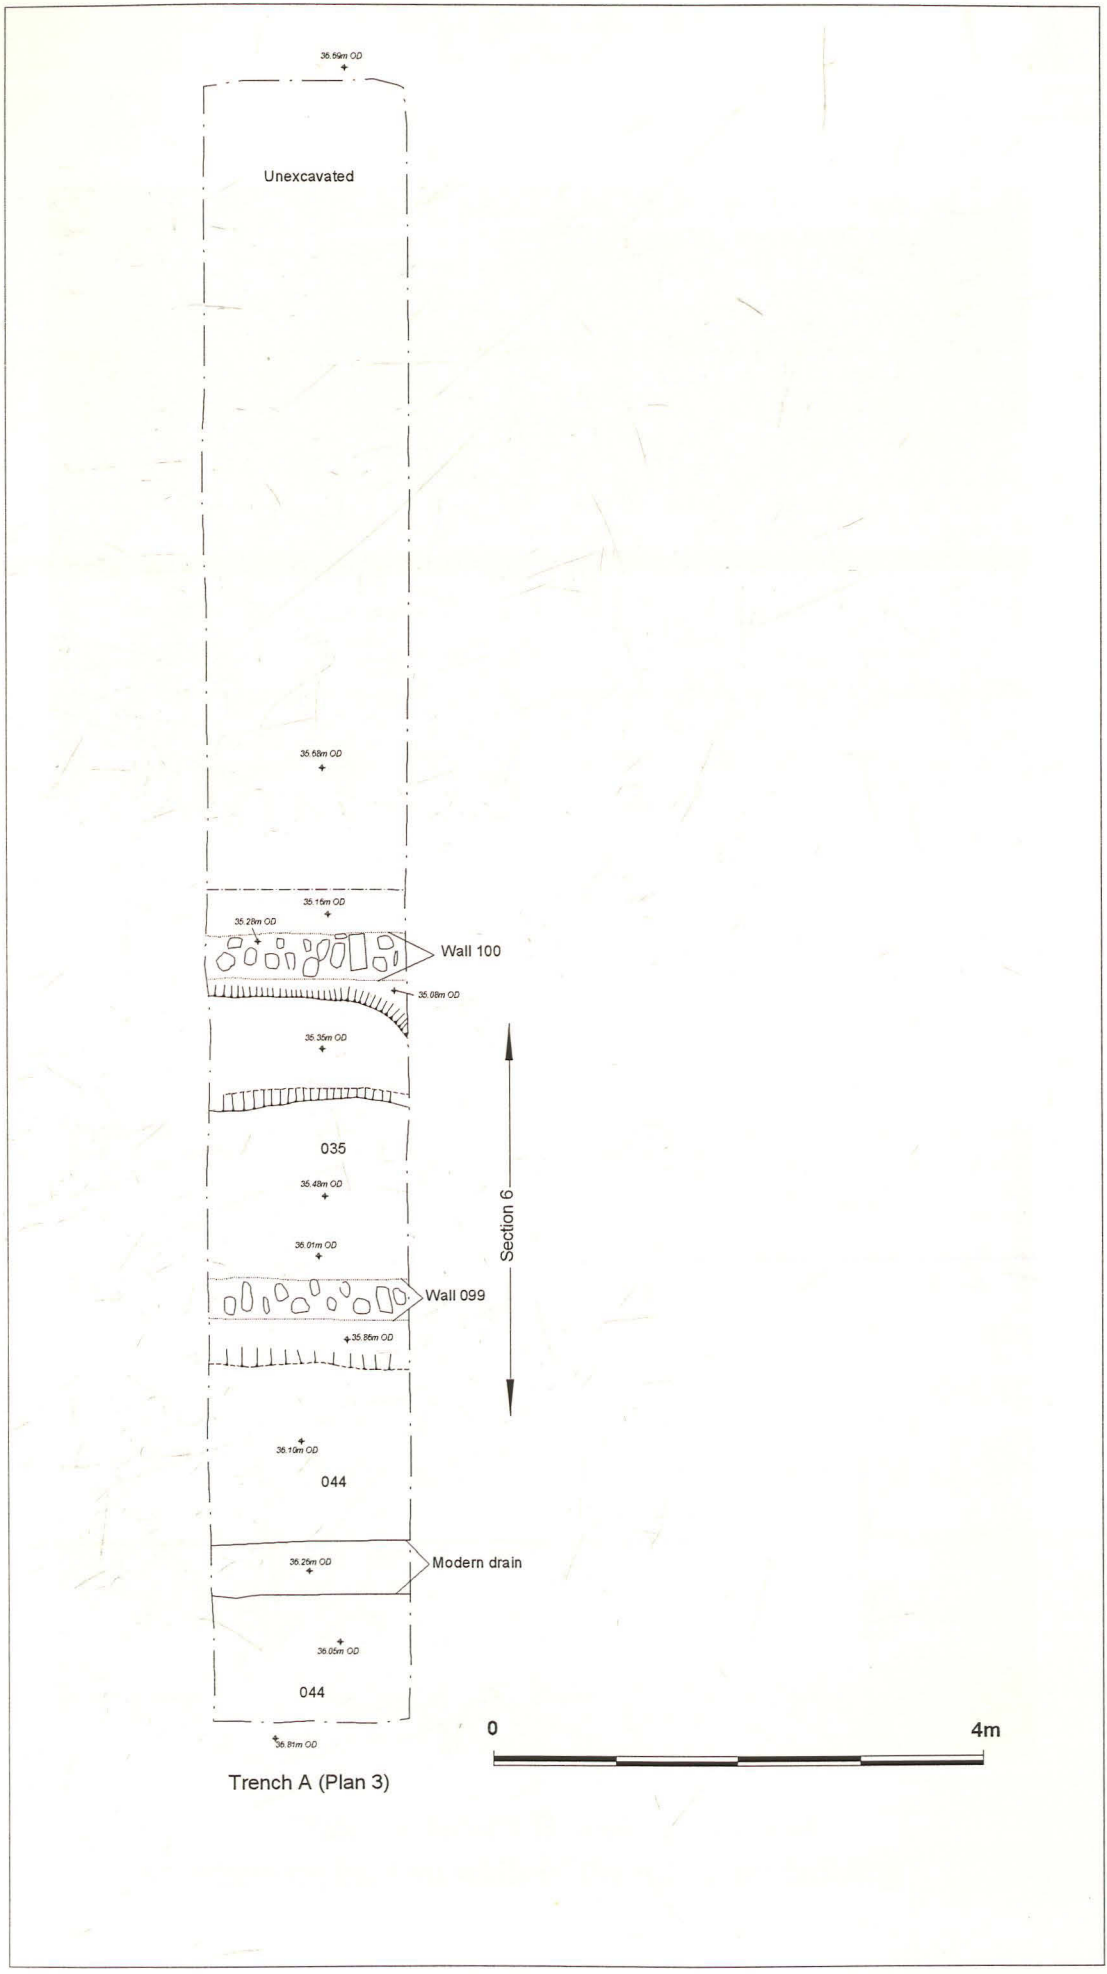 36.69m OD
Unexcavated
35.58m OD
35.16m OD
35.28m OD
Wall 100
35.08m OD
35.35m OD
035
35.48m OD
36.01m OD
Section 6
Wall 099
35.86m OD
36.10m OD
044
36.26m OD
Modern drain
36.05m OD
044
36.81m OD
0 4m
Trench A (Plan 3)